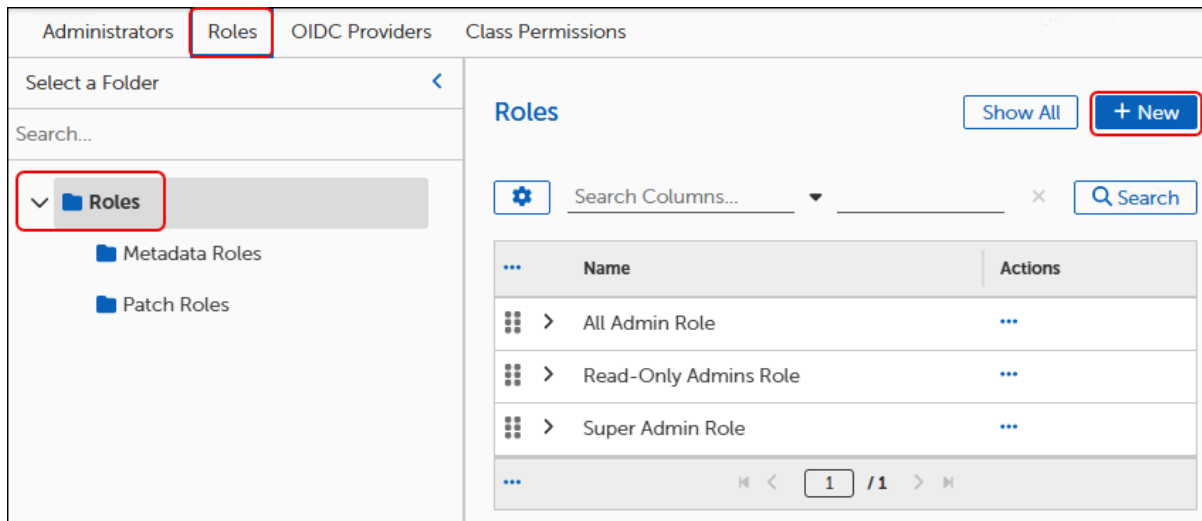 Administrators Roles OIDC Providers Class Permissions
Select a Folder
Search...
Roles
Metadata Roles
Patch Roles
Roles Show All + New
Search Columns... Search
Name Actions
All Admin Role
Read-Only Admins Role
Super Admin Role
1 / 1